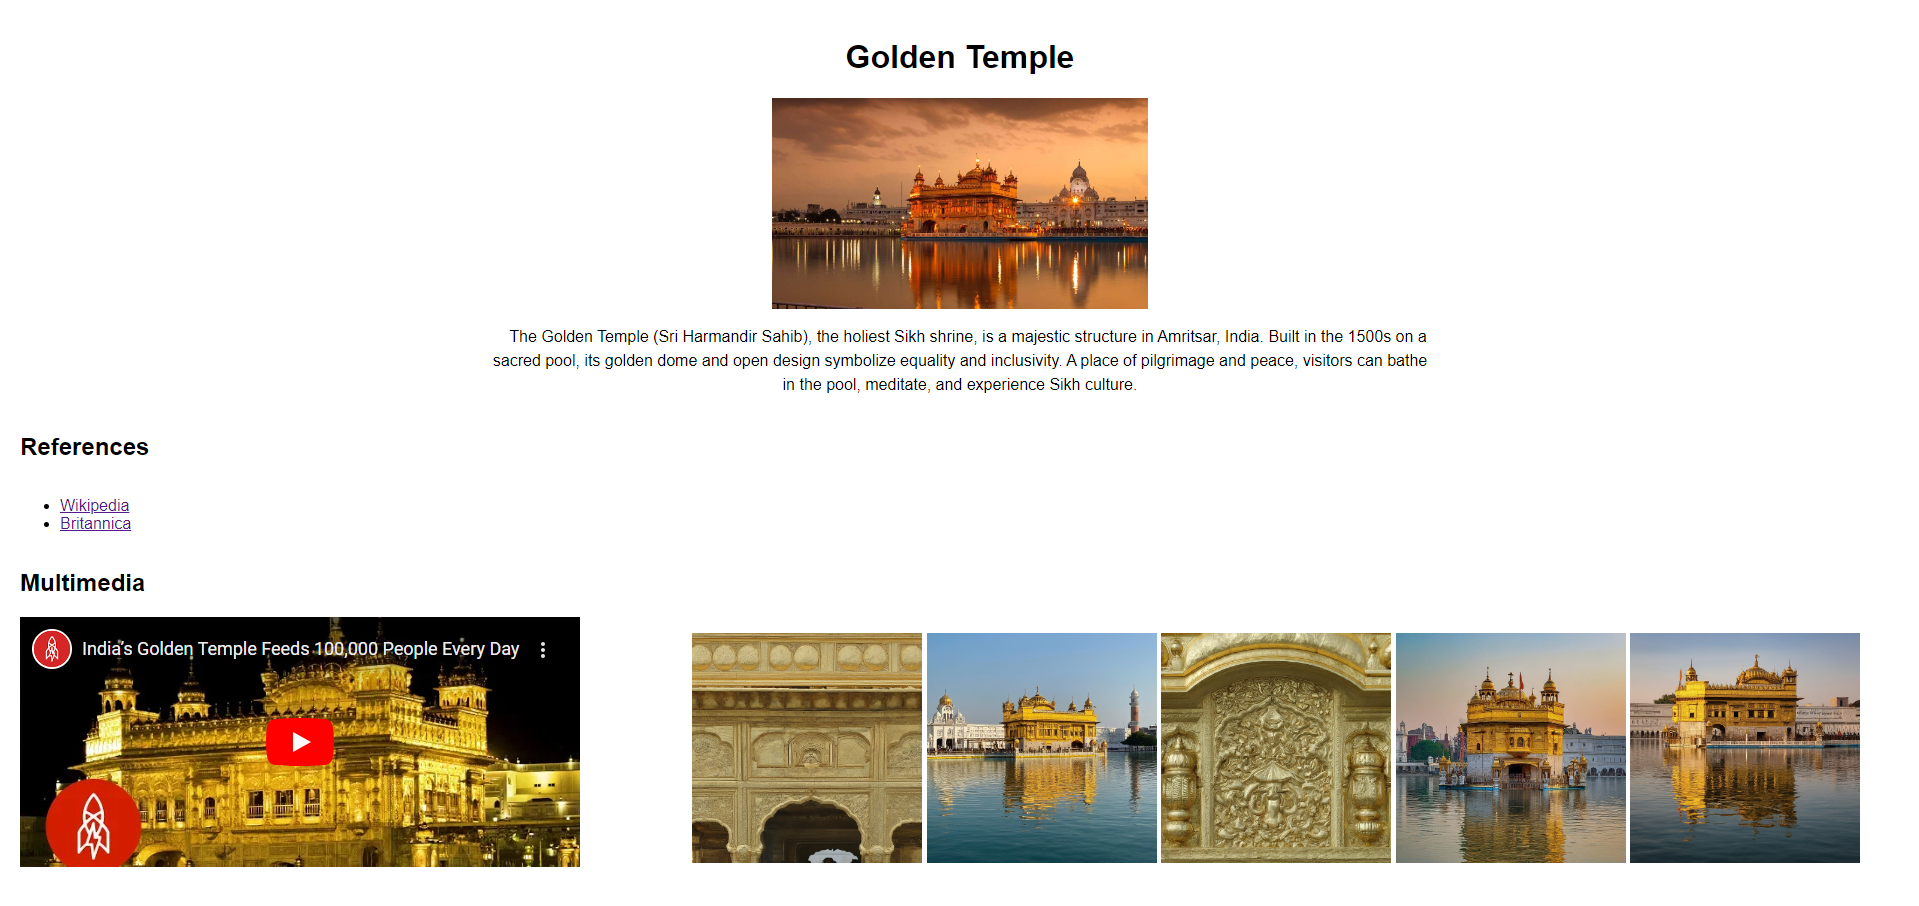 Golden Temple
The Golden Temple (Sri Harmandir Sahib), the holiest Sikh shrine, is a majestic structure in Amritsar, India. Built in the 1500s on a
sacred pool, its golden dome and open design symbolize equality and inclusivity. A place of pilgrimage and peace, visitors can bathe
in the pool, meditate, and experience Sikh culture.
References
Wikipedia
Britannica
Multimedia
India's Golden Temple Feeds 100,000 People Every Day